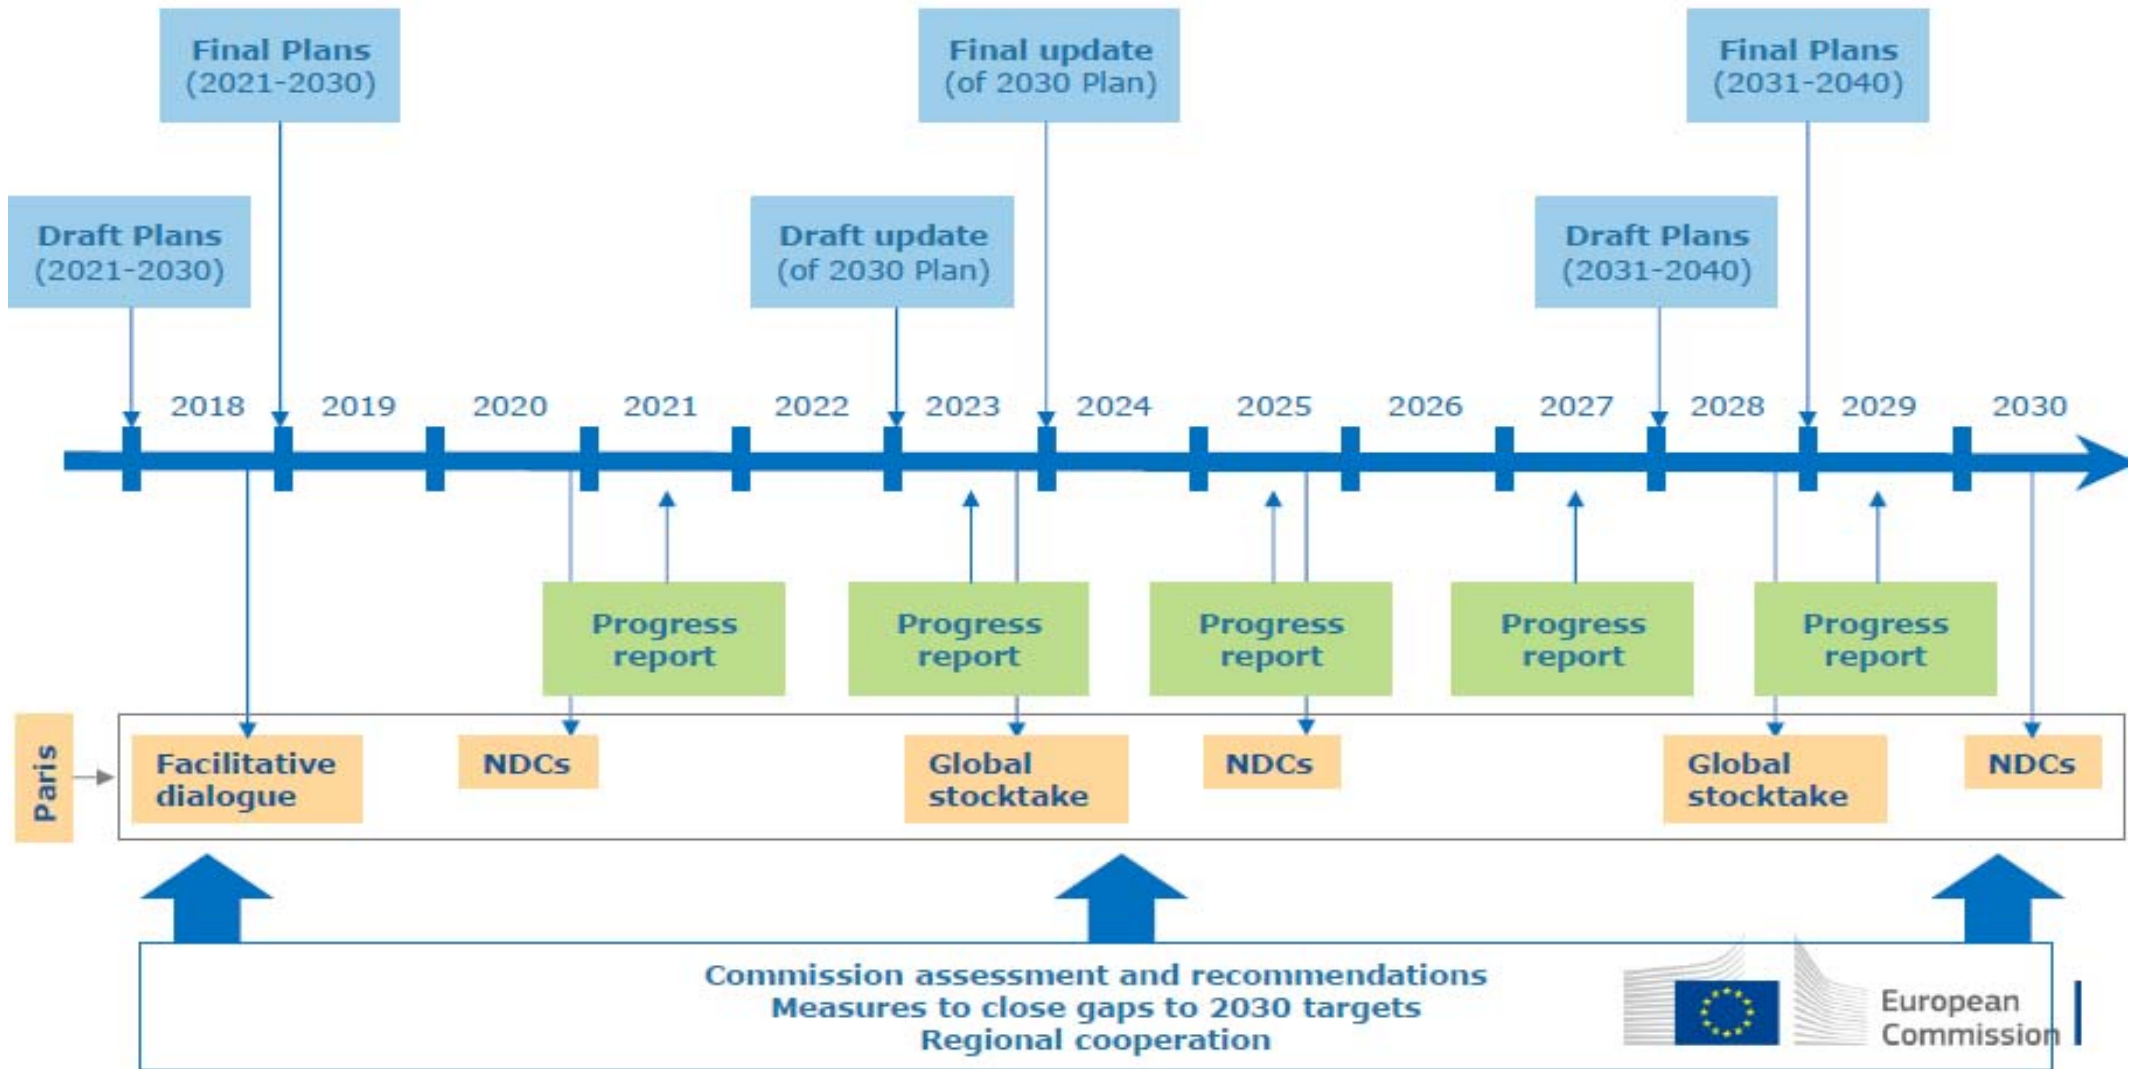 Final Plans
(2021-2030)
Final update
(of 2030 Plan)
Final Plans
(2031-2040)
Draft Plans
(2021-2030)
Draft update
(of 2030 Plan)
Draft Plans
(2031-2040)
2018
2019
2020
2021
2022
2023
2024
2025
2026
2027
2028
2029
2030
Progress
report
Progress
report
Progress
report
Progress
report
Progress
report
Paris
Facilitative
dialogue
NDCs
Global
stocktake
NDCs
Global
stocktake
NDCs
Commission assessment and recommendations
Measures to close gaps to 2030 targets
Regional cooperation
European
Commission